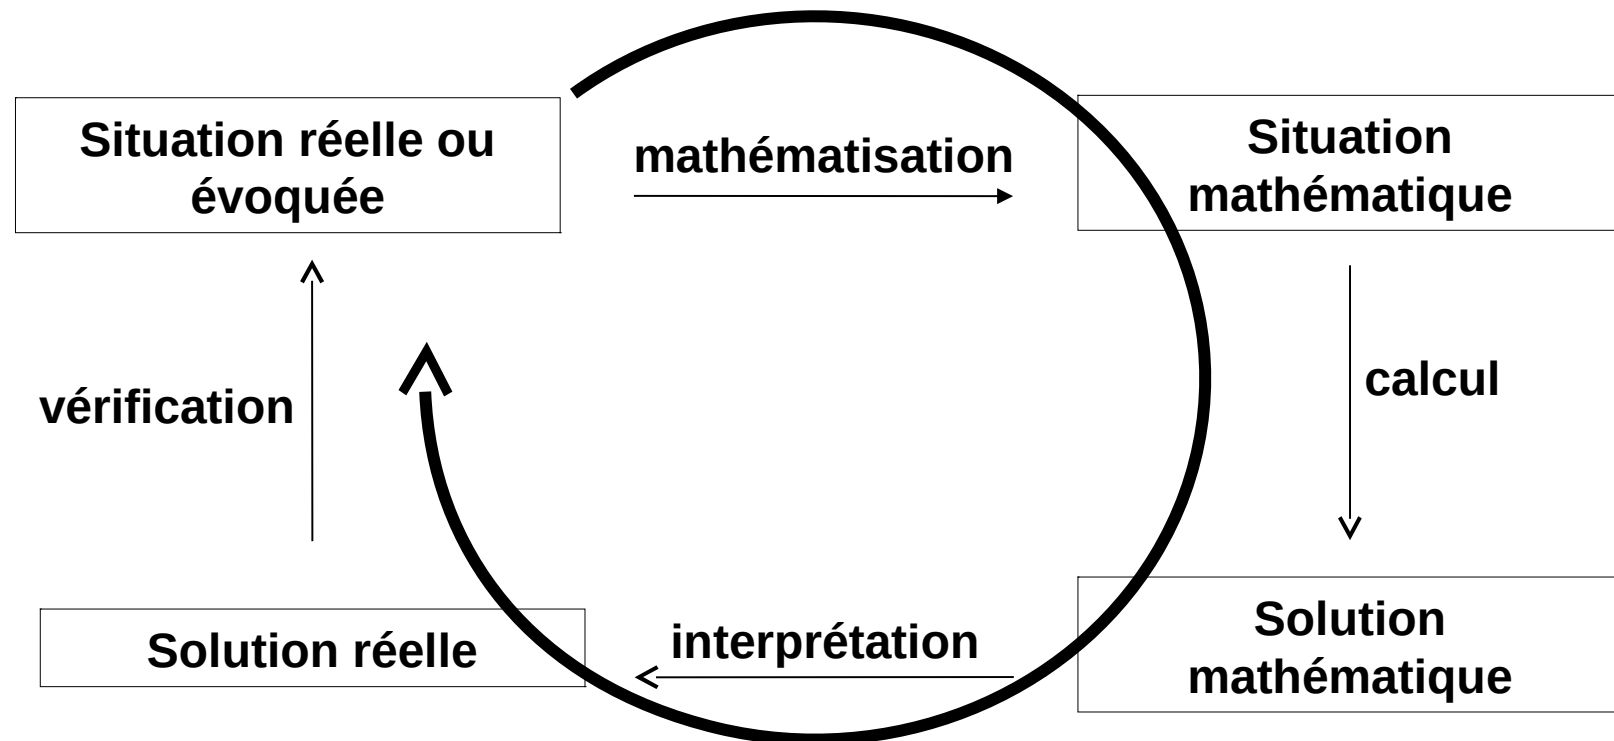 Situation réelle ou
évoquée
mathématisation
Situation
mathématique
vérification
calcul
Solution réelle
interprétation
Solution
mathématique